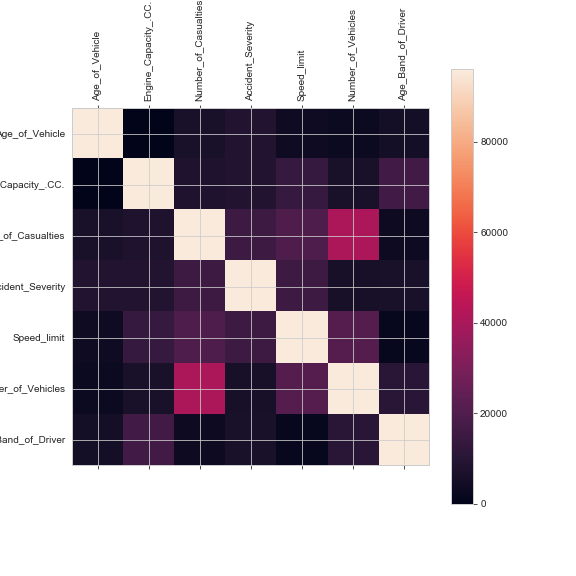 Age_of_Vehicle
Engine_Capacity_.CC.
Number_of_Casualties
Accident_Severity
Speed_limit
Number_of_Vehicles
Age_Band_of_Driver
ge_of_Vehicle
Capacity_.CC.
_of_Casualties
cident_Severity
Speed_limit
er_of_Vehicles
Band_of_Driver
80000
60000
40000
20000
0